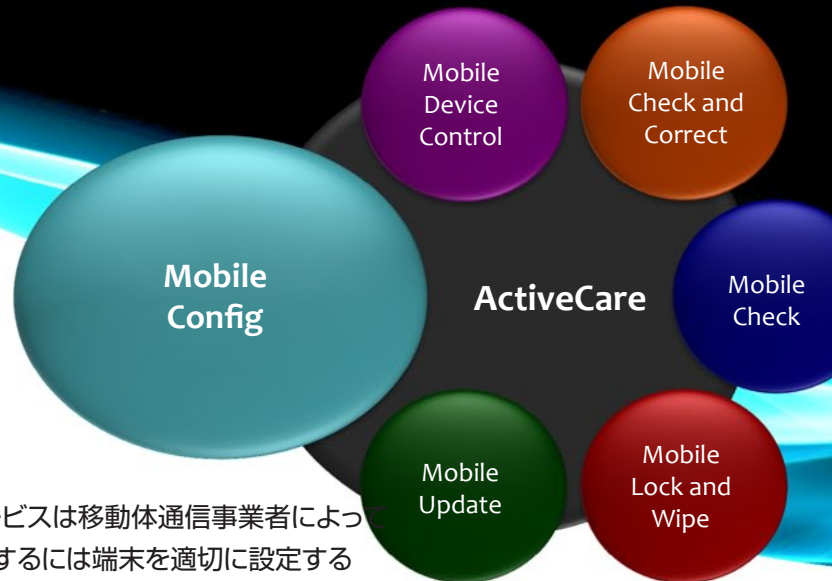 Mobile
Device
Control
Mobile
Check and
Correct
Mobile
Config
ActiveCare
Mobile
Check
Mobile
Update
Mobile
Lock and
Wipe
ビスは移動体通信事業者によって
するには端末を適切に設定する